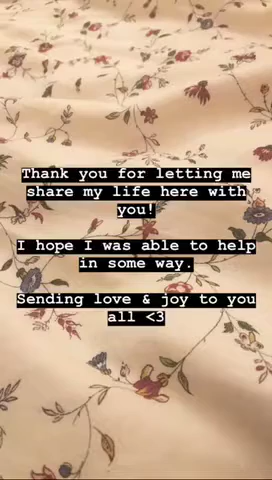 Thank you for letting me
share my life here with
you!
I hope I was able to help
in some way.
Sending love & joy to you
all <3